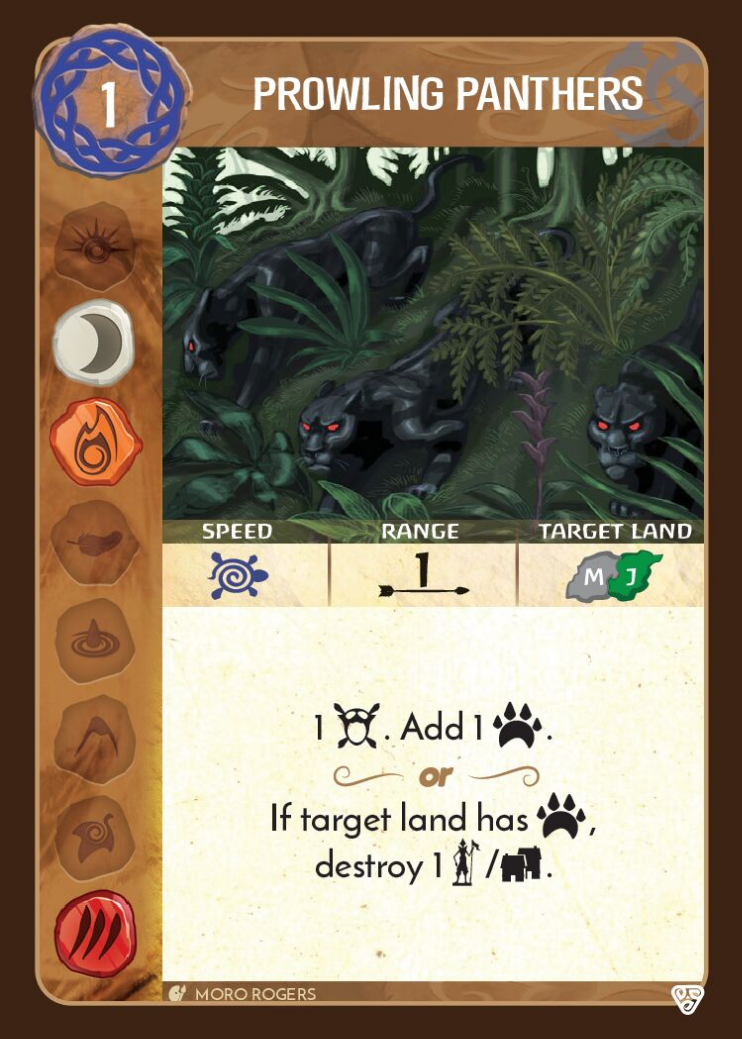 1
PROWLING PANTHERS
SPEED RANGE TARGET LAND
1 M J
1 . Add 1 .
or
If target land has ,
destroy 1 / .
MORO ROGERS